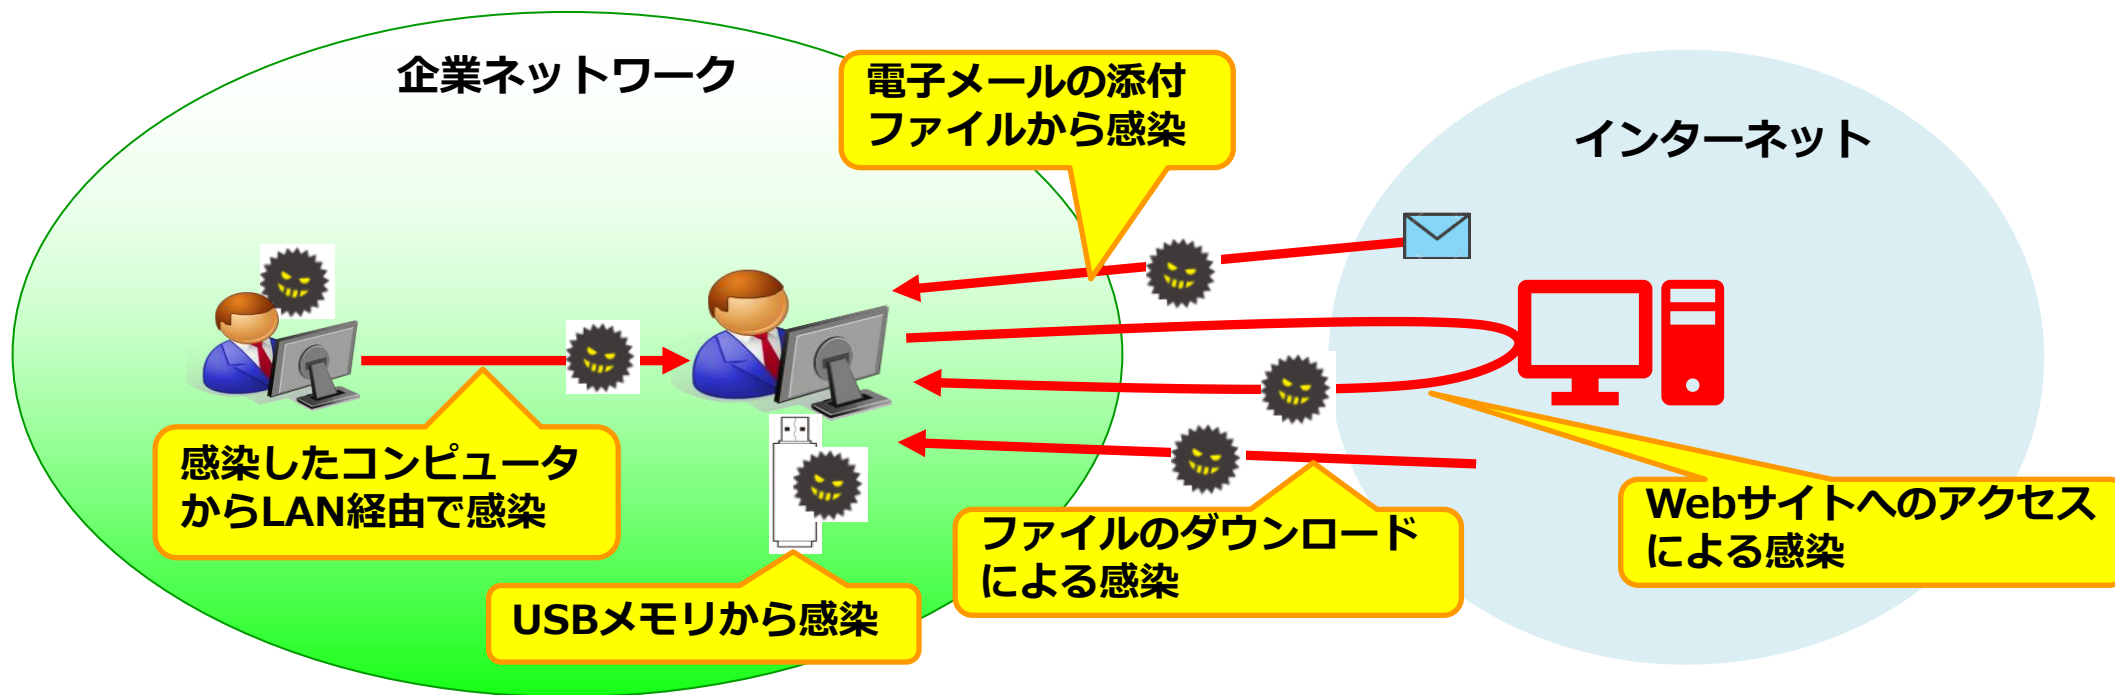 企業ネットワーク
電子メールの添付
ファイルから感染
インターネット
感染したコンピュータ
からLAN経由で感染
USBメモリから感染
ファイルのダウンロード
による感染
Webサイトへのアクセス
による感染